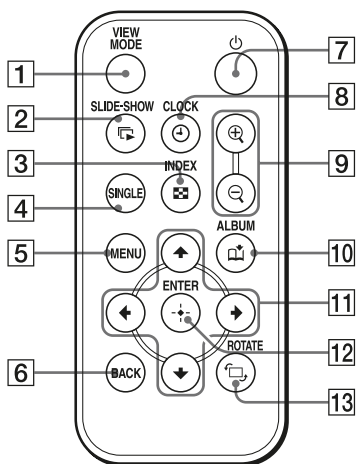 VIEW
MODE
1
7
8
SLIDE-SHOW CLOCK
2
3
INDEX
9
4
SINGLE
ALBUM
5
MENU
10
ENTER
11
12
ROTATE
6
BACK
13